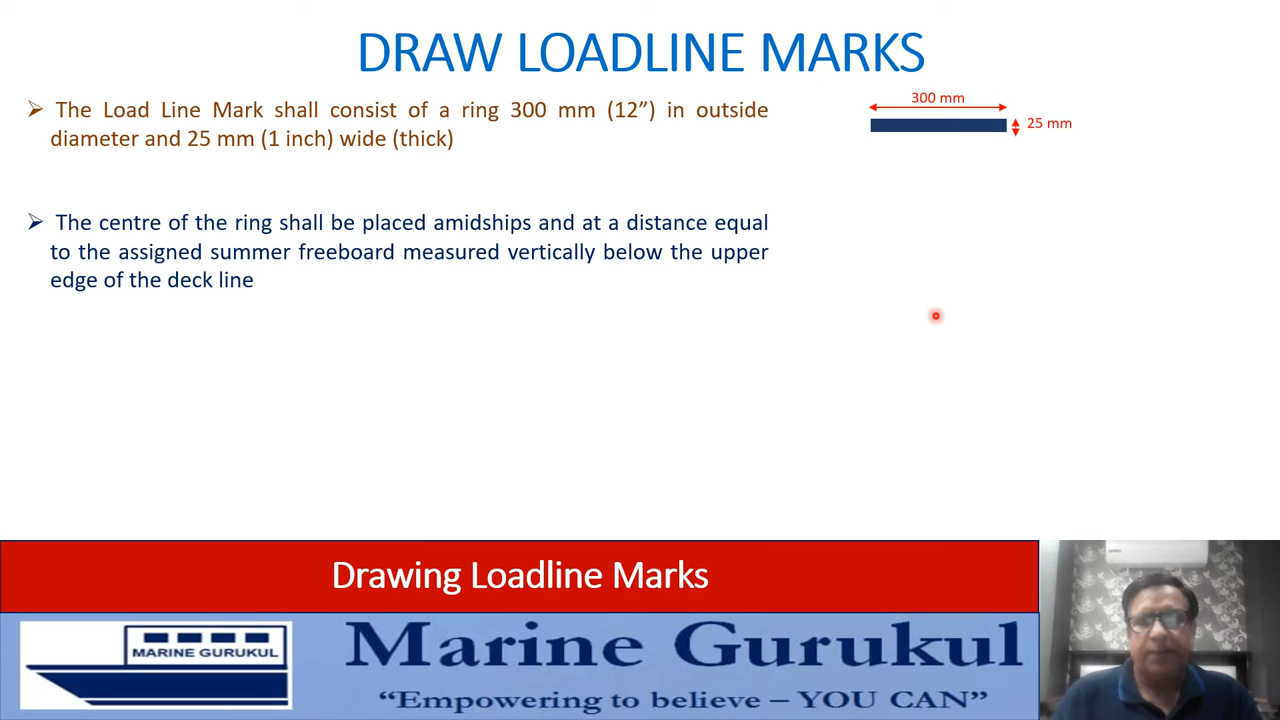 DRAW LOADLINE MARKS
➢ The Load Line Mark shall consist of a ring 300 mm (12”) in outside
diameter and 25 mm (1 inch) wide (thick)
300 mm
25 mm
➢ The centre of the ring shall be placed amidships and at a distance equal
to the assigned summer freeboard measured vertically below the upper
edge of the deck line
Drawing Loadline Marks
MARINE GURUKUL
Marine Gurukul
“Empowering to believe – YOU CAN”